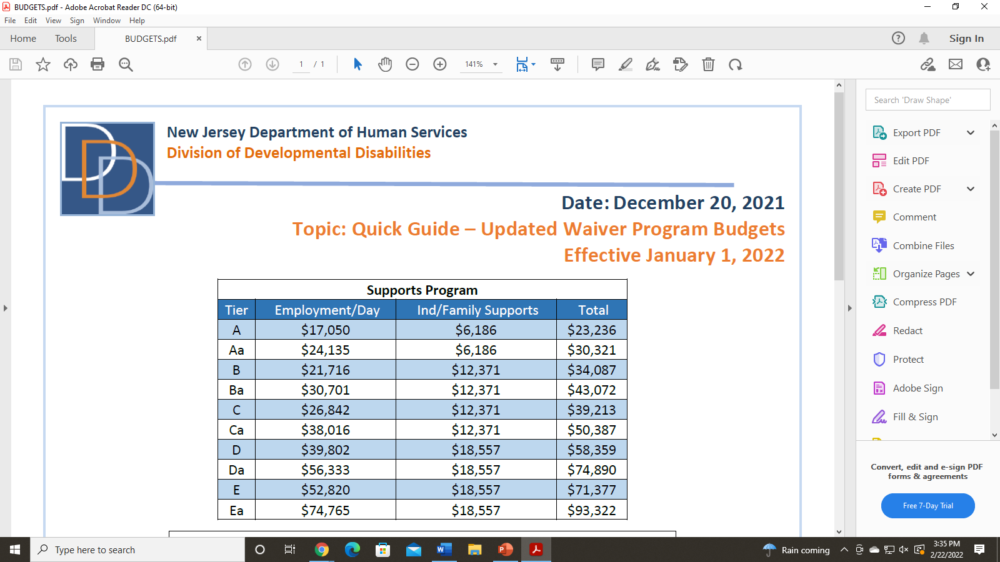 BUDGETS.pdf - Adobe Acrobat Reader DC (64-bit)
File Edit View Sign Window Help
Home Tools BUDGETS.pdf × Sign In
1 / 1 141%
Search 'Draw Shape'
Export PDF
Edit PDF
Create PDF
Comment
Combine Files
Organize Pages
Compress PDF
Redact
Protect
Adobe Sign
Fill & Sign
Convert, edit and e-sign PDF
forms & agreements
Free 7-Day Trial
DDD
New Jersey Department of Human Services
Division of Developmental Disabilities
Date: December 20, 2021
Topic: Quick Guide – Updated Waiver Program Budgets
Effective January 1, 2022
Supports Program
Tier Employment/Day Ind/Family Supports Total
A $17,050 $6,186 $23,236
Aa $24,135 $6,186 $30,321
B $21,716 $12,371 $34,087
Ba $30,701 $12,371 $43,072
C $26,842 $12,371 $39,213
Ca $38,016 $12,371 $50,387
D $39,802 $18,557 $58,359
Da $56,333 $18,557 $74,890
E $52,820 $18,557 $71,377
Ea $74,765 $18,557 $93,322
Type here to search
Rain coming
3:35 PM
2/22/2022